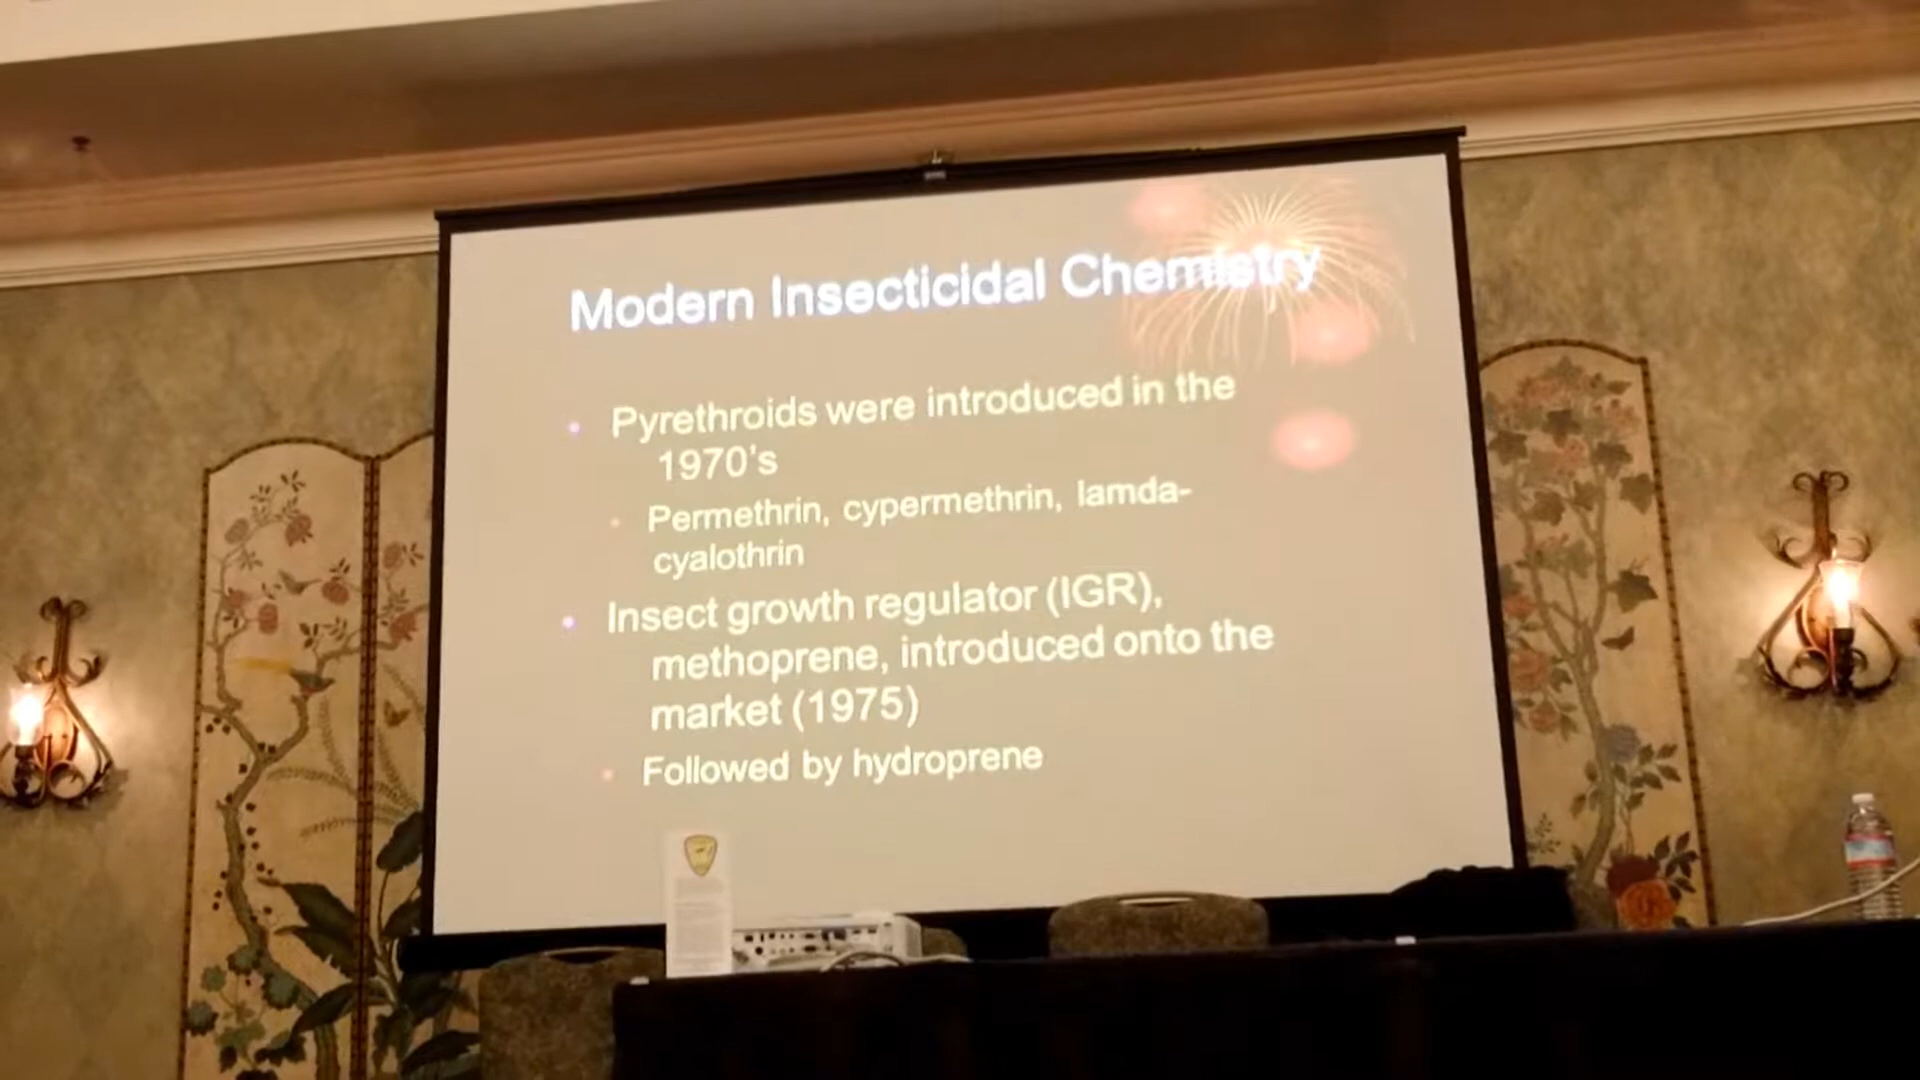 Modern Insecticidal Chemistry
• Pyrethroids were introduced in the
1970's
• Permethrin, cypermethrin, lamda-
cyalothrin
• Insect growth regulator (IGR),
methoprene, introduced onto the
market (1975)
• Followed by hydroprene